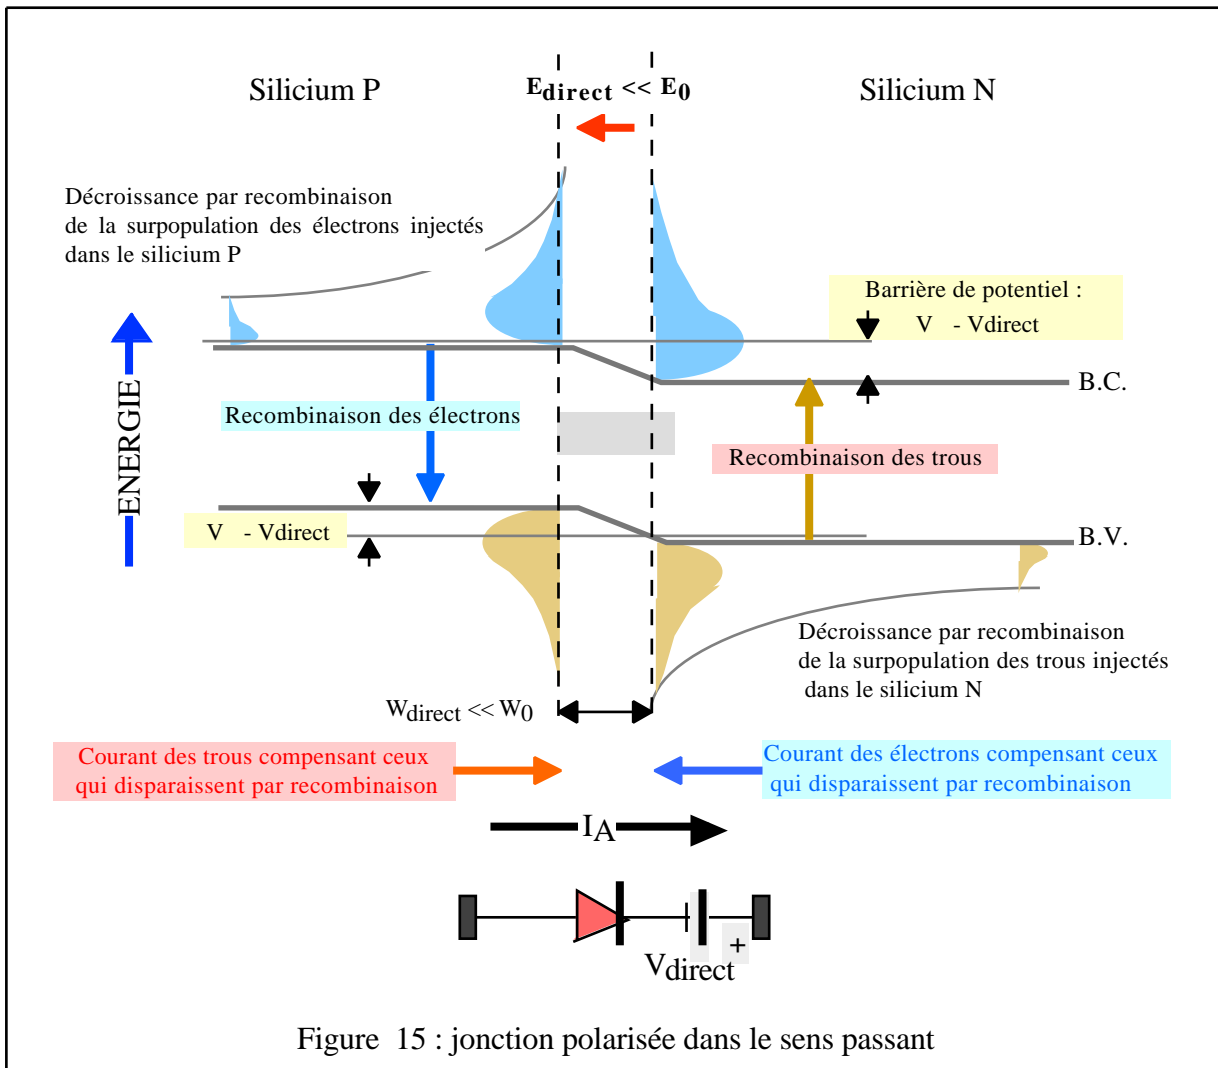 Silicium P
Edirect << E0
Silicium N
Décroissance par recombinaison
de la surpopulation des électrons injectés
dans le silicium P
Barrière de potentiel :
V - Vdirect
ENERGIE
B.C.
Recombinaison des électrons
Recombinaison des trous
V - Vdirect
B.V.
Décroissance par recombinaison
de la surpopulation des trous injectés
dans le silicium N
Wdirect << W0
Courant des trous compensant ceux
qui disparaissent par recombinaison
Courant des électrons compensant ceux
qui disparaissent par recombinaison
IA
+
Vdirect
Figure 15 : jonction polarisée dans le sens passant